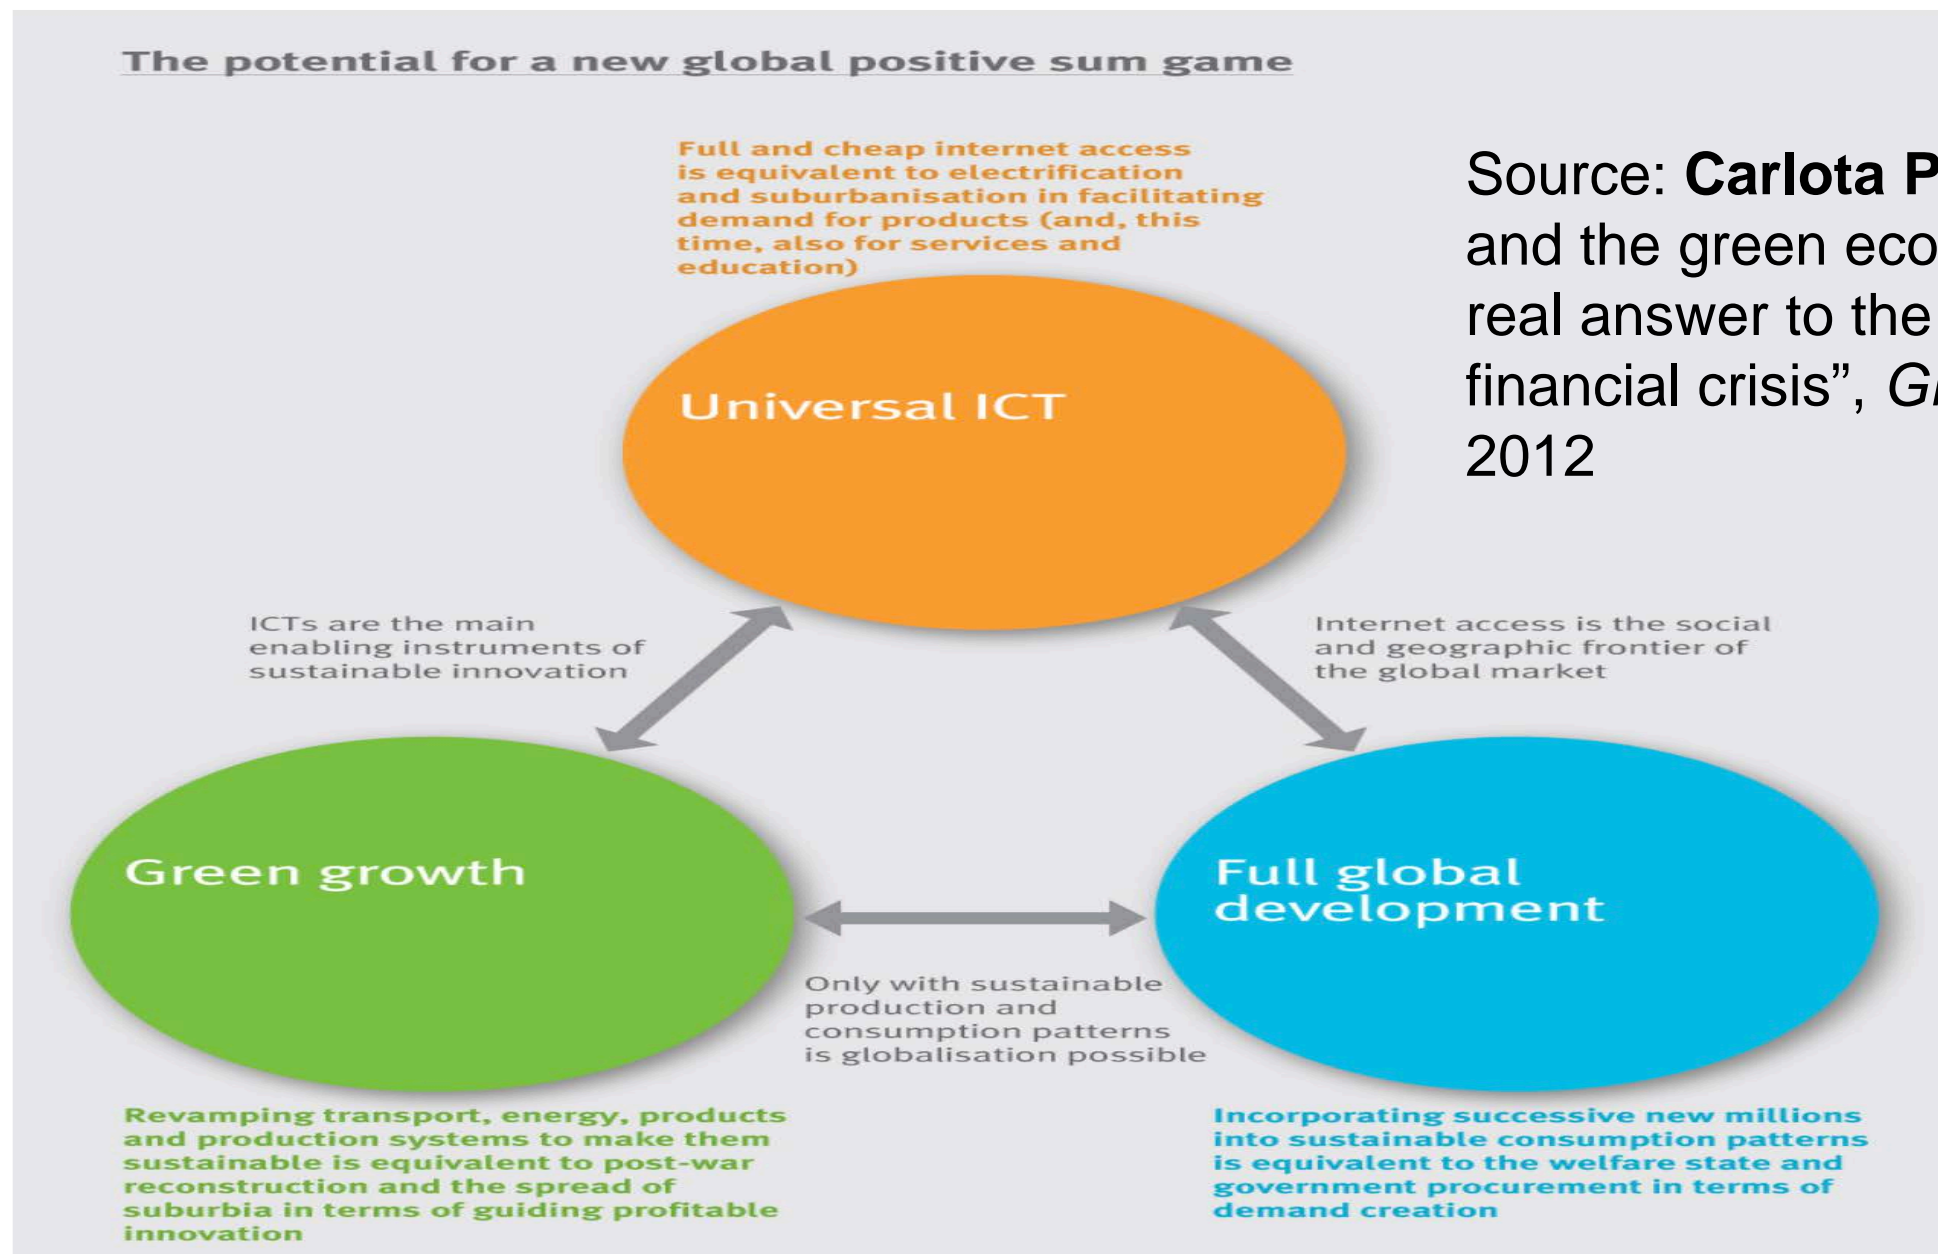 The potential for a new global positive sum game
Full and cheap internet access
is equivalent to electrification
and suburbanisation in facilitating
demand for products (and, this
time, also for services and
education)
Source: Carlota
and the green
real answer to the
financial crisis”,
2012
Universal ICT
ICTs are the main
enabling instruments of
sustainable innovation
Internet access is the social
and geographic frontier of
the global market
Green growth
Full global
development
Only with sustainable
production and
consumption patterns
is globalisation possible
Revamping transport, energy, products
and production systems to make them
sustainable is equivalent to post-war
reconstruction and the spread of
suburbia in terms of guiding profitable
innovation
Incorporating successive new millions
into sustainable consumption patterns
is equivalent to the welfare state and
government procurement in terms of
demand creation